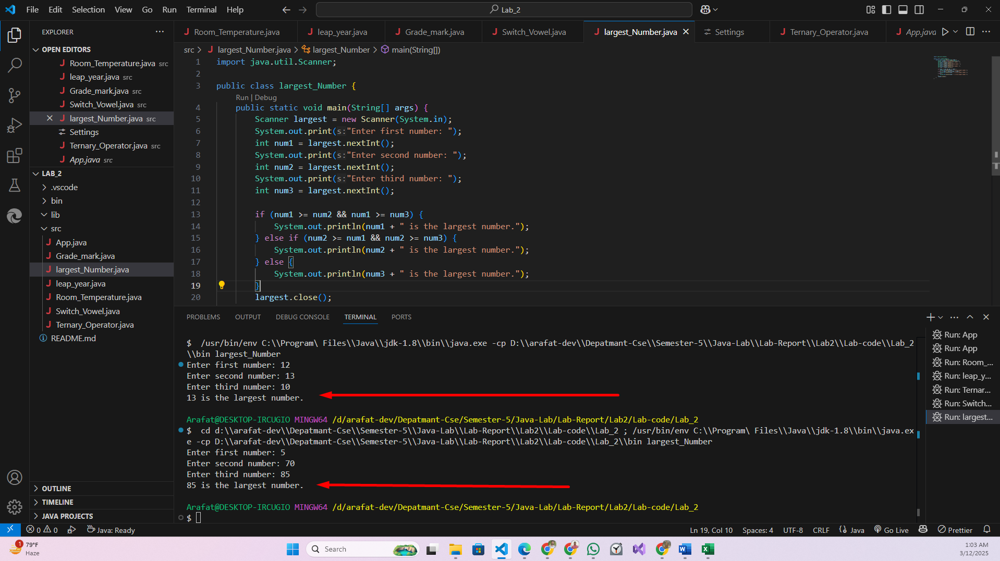 File Edit Selection View Go Run Terminal Help
Lab_2
EXPLORER
OPEN EDITORS
Room_Temperature.java src
leap_year.java src
Grade_mark.java src
Switch_Vowel.java src
largest_Number.java src
Settings
Ternary_Operator.java src
App.java src
LAB_2
.vscode
bin
lib
src
App.java
Grade_mark.java
largest_Number.java
leap_year.java
Room_Temperature.java
Switch_Vowel.java
Ternary_Operator.java
README.md
OUTLINE
TIMELINE
JAVA PROJECTS
Room_Temperature.java leap_year.java Grade_mark.java Switch_Vowel.java largest_Number.java Settings Ternary_Operator.java App.java
src > largest_Number.java > largest_Number > main(String[])
1 import java.util.Scanner;
2
3 public class largest_Number {
Run | Debug
4 public static void main(String[] args) {
5 Scanner largest = new Scanner(System.in);
6 System.out.print(s:"Enter first number: ");
7 int num1 = largest.nextInt();
8 System.out.print(s:"Enter second number: ");
9 int num2 = largest.nextInt();
10 System.out.print(s:"Enter third number: ");
11 int num3 = largest.nextInt();
12
13 if (num1 >= num2 && num1 >= num3) {
14 System.out.println(num1 + " is the largest number.");
15 } else if (num2 >= num1 && num2 >= num3) {
16 System.out.println(num2 + " is the largest number.");
17 } else {
18 System.out.println(num3 + " is the largest number.");
19 }
20 largest.close();
PROBLEMS OUTPUT DEBUG CONSOLE TERMINAL PORTS
$ /usr/bin/env C:\\Program\ Files\\Java\\jdk-1.8\\bin\\java.exe -cp D:\\arafat-dev\\Depatmant-Cse\\Semester-5\\Java-Lab\\Lab-Report\\Lab2\\Lab-code\\Lab_2
\\bin largest_Number
Enter first number: 12
Enter second number: 13
Enter third number: 10
13 is the largest number.
Arafat@DESKTOP-IRCUGIO MINGW64 /d/arafat-dev/Depatmant-Cse/Semester-5/Java-Lab/Lab-Report/Lab2/Lab-code/Lab_2
$ cd d:\\arafat-dev\\Depatmant-Cse\\Semester-5\\Java-Lab\\Lab-Report\\Lab2\\Lab-code\\Lab_2 ; /usr/bin/env C:\\Program\ Files\\Java\\jdk-1.8\\bin\\java.ex
e -cp D:\\arafat-dev\\Depatmant-Cse\\Semester-5\\Java-Lab\\Lab-Report\\Lab2\\Lab-code\\Lab_2\\bin largest_Number
Enter first number: 5
Enter second number: 70
Enter third number: 85
85 is the largest number.
Arafat@DESKTOP-IRCUGIO MINGW64 /d/arafat-dev/Depatmant-Cse/Semester-5/Java-Lab/Lab-Report/Lab2/Lab-code/Lab_2
$
Run: App
Run: App
Run: Room_...
Run: leap_y...
Run: Ternar...
Run: Switch...
Run: largest...
0 0 Java: Ready Ln 19, Col 10 Spaces: 4 UTF-8 CRLF {} Java Go Live Prettier
1 79°F
Haze
Search
1:03 AM
3/12/2025